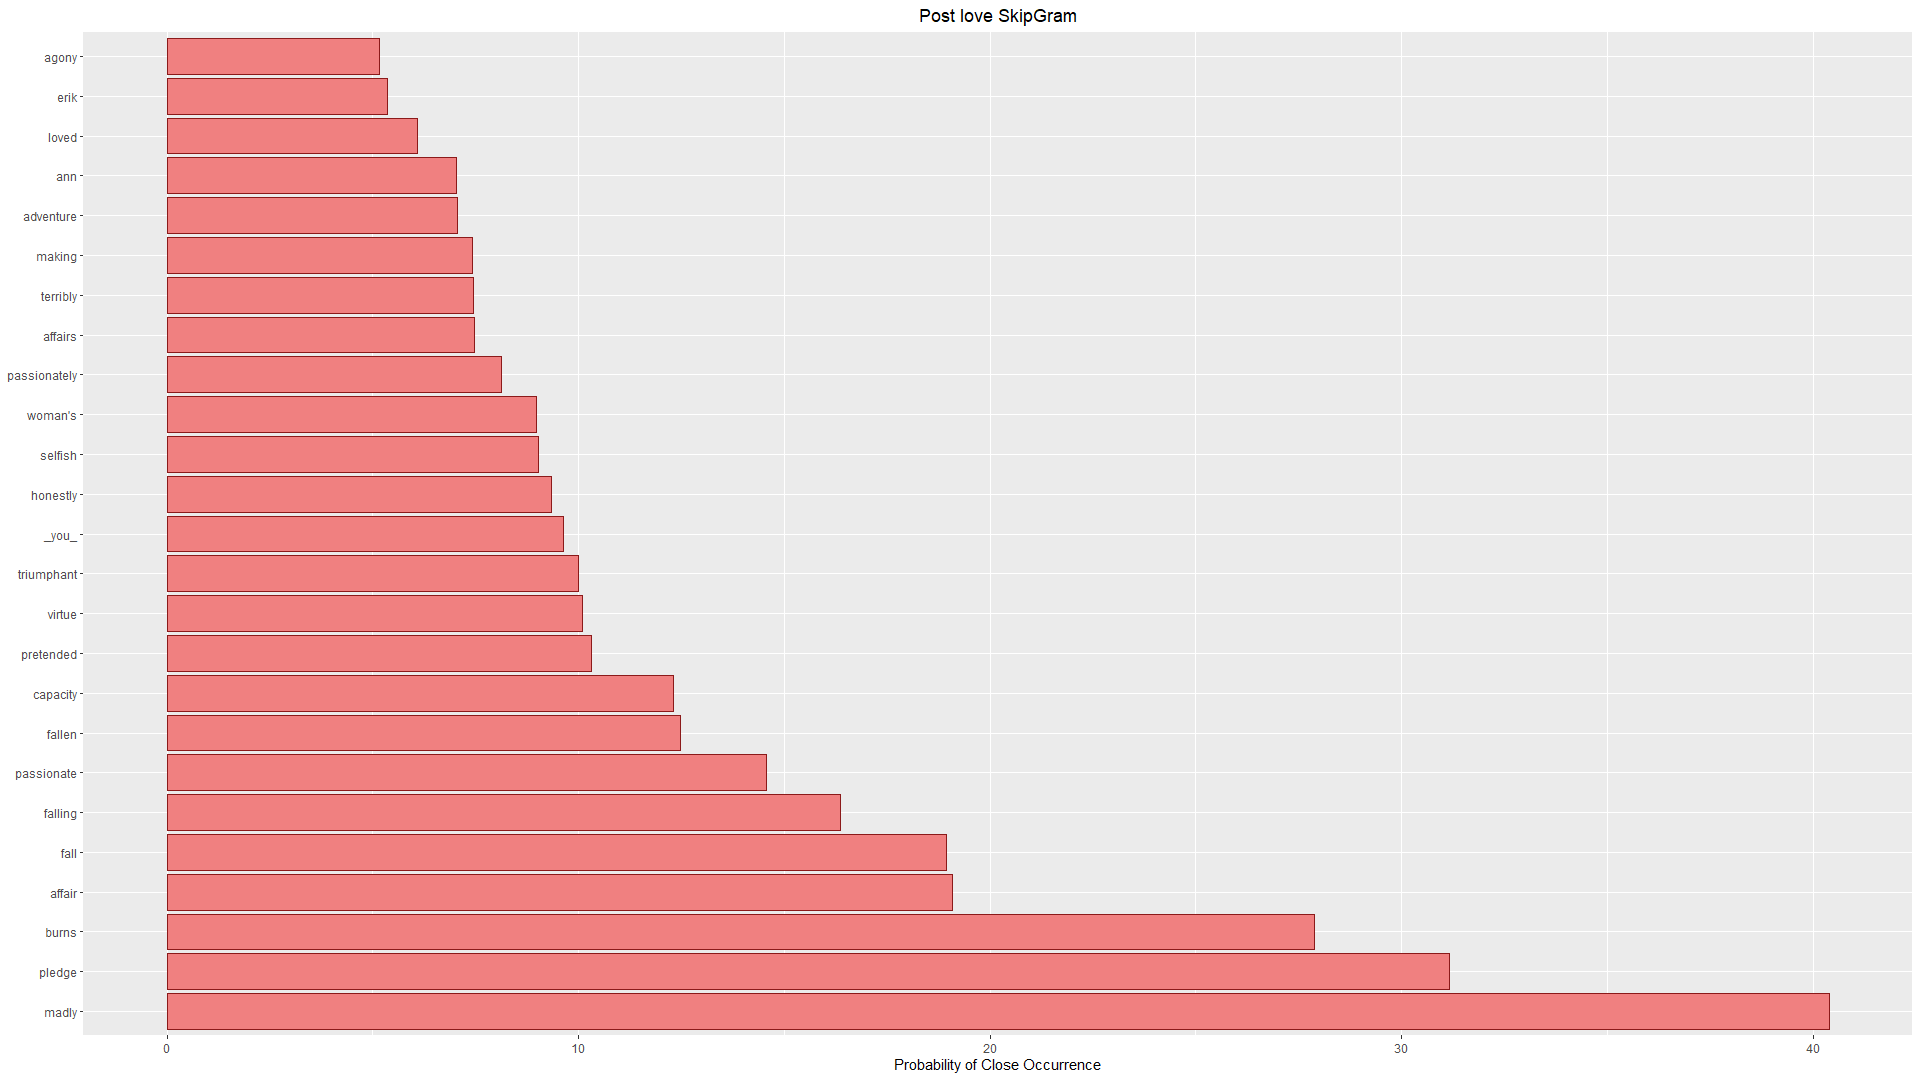 Post love SkipGram
agony
erik
loved
ann
adventure
making
terribly
affairs
passionately
woman's
selfish
honestly
_you_
triumphant
virtue
pretended
capacity
fallen
passionate
falling
fall
affair
burns
pledge
madly
0 10 20 30 40
Probability of Close Occurrence